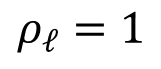 ρ_ℓ = 1